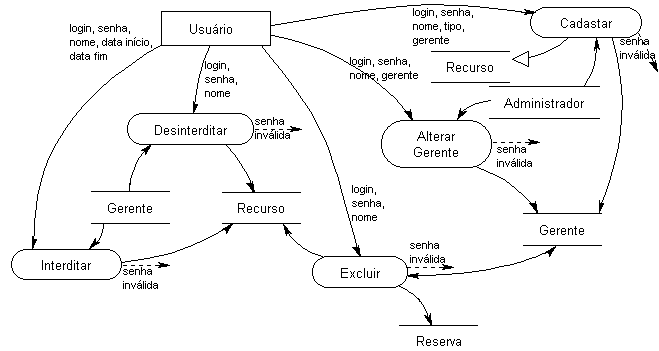 login, senha,
nome, data início,
data fim
Usuário
login, senha,
nome, tipo,
gerente
Cadastar
senha
inválida
login,
senha,
nome
login, senha,
nome, gerente
Recurso
Administrador
Desinterditar
senha
inválida
Alterar
Gerente
senha
inválida
login,
senha,
nome
Gerente
Recurso
Gerente
Interditar
senha
inválida
Excluir
senha
inválida
Reserva